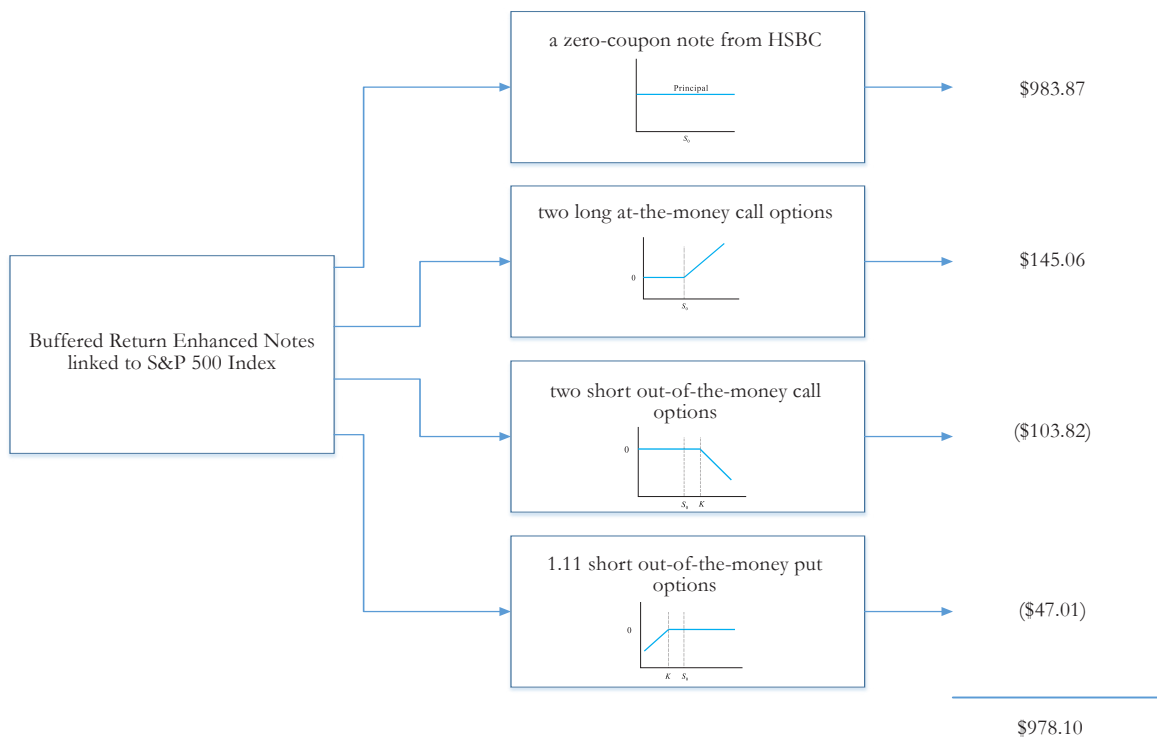 a zero-coupon note from HSBC
Principal
S₀
$983.87
two long at-the-money call options
0
S₀
$145.06
Buffered Return Enhanced Notes
linked to S&P 500 Index
two short out-of-the-money call
options
0
S₀ K
($103.82)
1.11 short out-of-the-money put
options
0
K S₀
($47.01)
$978.10